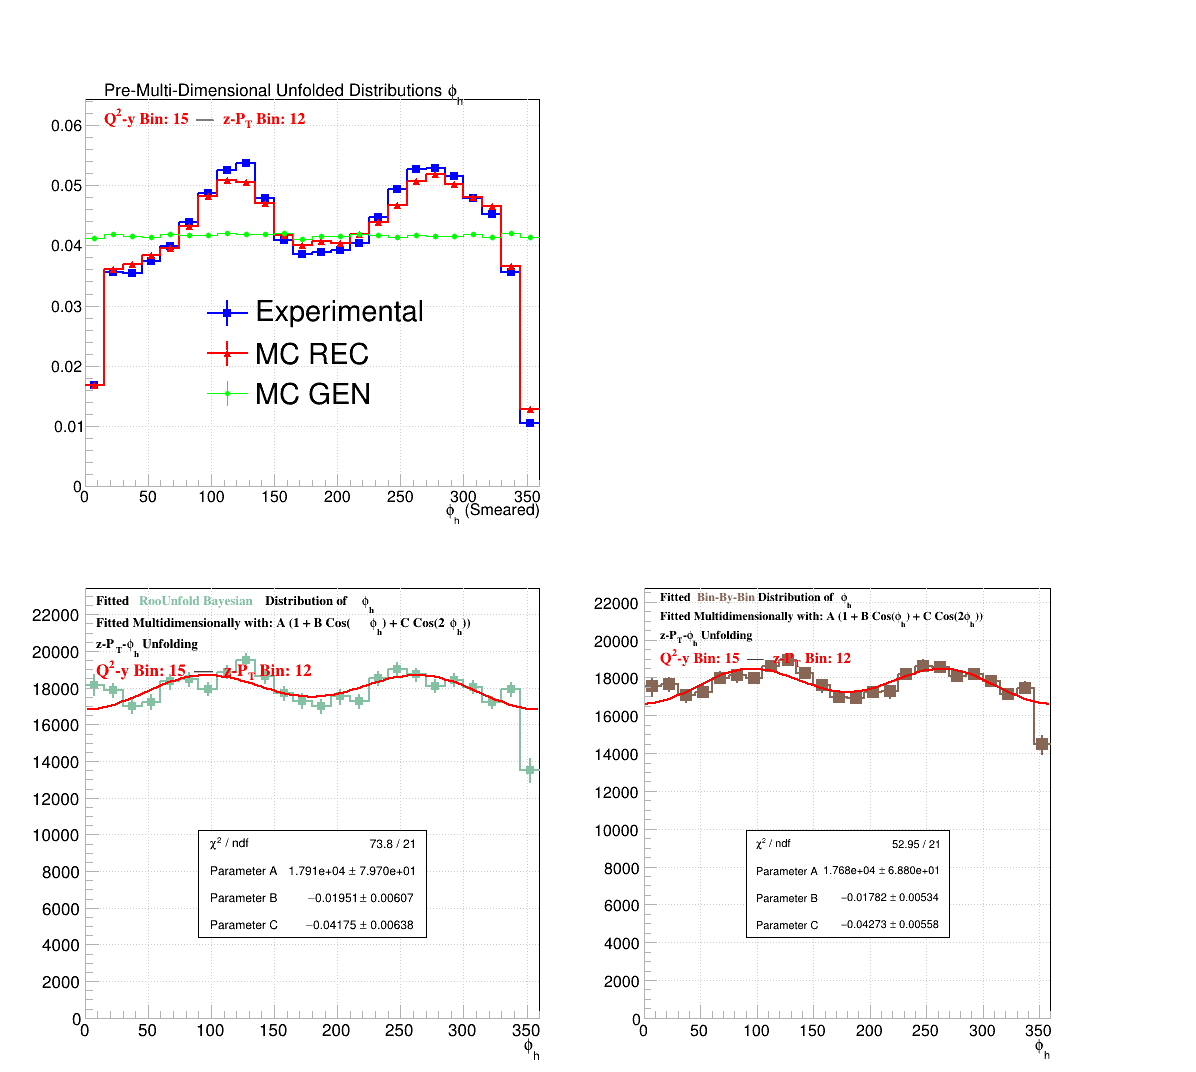 Pre-Multi-Dimensional Unfolded Distributions ϕh
Q2-y Bin: 15 — z-PT Bin: 12
0.06
0.05
0.04
0.03
0.02
0.01
0
Experimental
MC REC
MC GEN
0 50 100 150 200 250 300 350
ϕh (Smeared)
Fitted RooUnfold Bayesian Distribution of ϕh
Fitted Multidimensionally with: A (1 + B Cos( ϕh) + C Cos(2 ϕh))
z-PT-ϕh Unfolding
Q2-y Bin: 15 — z-PT Bin: 12
22000
20000
18000
16000
14000
12000
10000
8000
6000
4000
2000
0
χ2 / ndf 73.8 / 21
Parameter A 1.791e+04 ± 7.970e+01
Parameter B −0.01951 ± 0.00607
Parameter C −0.04175 ± 0.00638
0 50 100 150 200 250 300 350
ϕh
Fitted Bin-By-Bin Distribution of ϕh
Fitted Multidimensionally with: A (1 + B Cos(ϕh) + C Cos(2ϕh))
z-PT-ϕh Unfolding
Q2-y Bin: 15 — z-PT Bin: 12
22000
20000
18000
16000
14000
12000
10000
8000
6000
4000
2000
0
χ2 / ndf 52.95 / 21
Parameter A 1.768e+04 ± 6.880e+01
Parameter B −0.01782 ± 0.00534
Parameter C −0.04273 ± 0.00558
0 50 100 150 200 250 300 350
ϕh